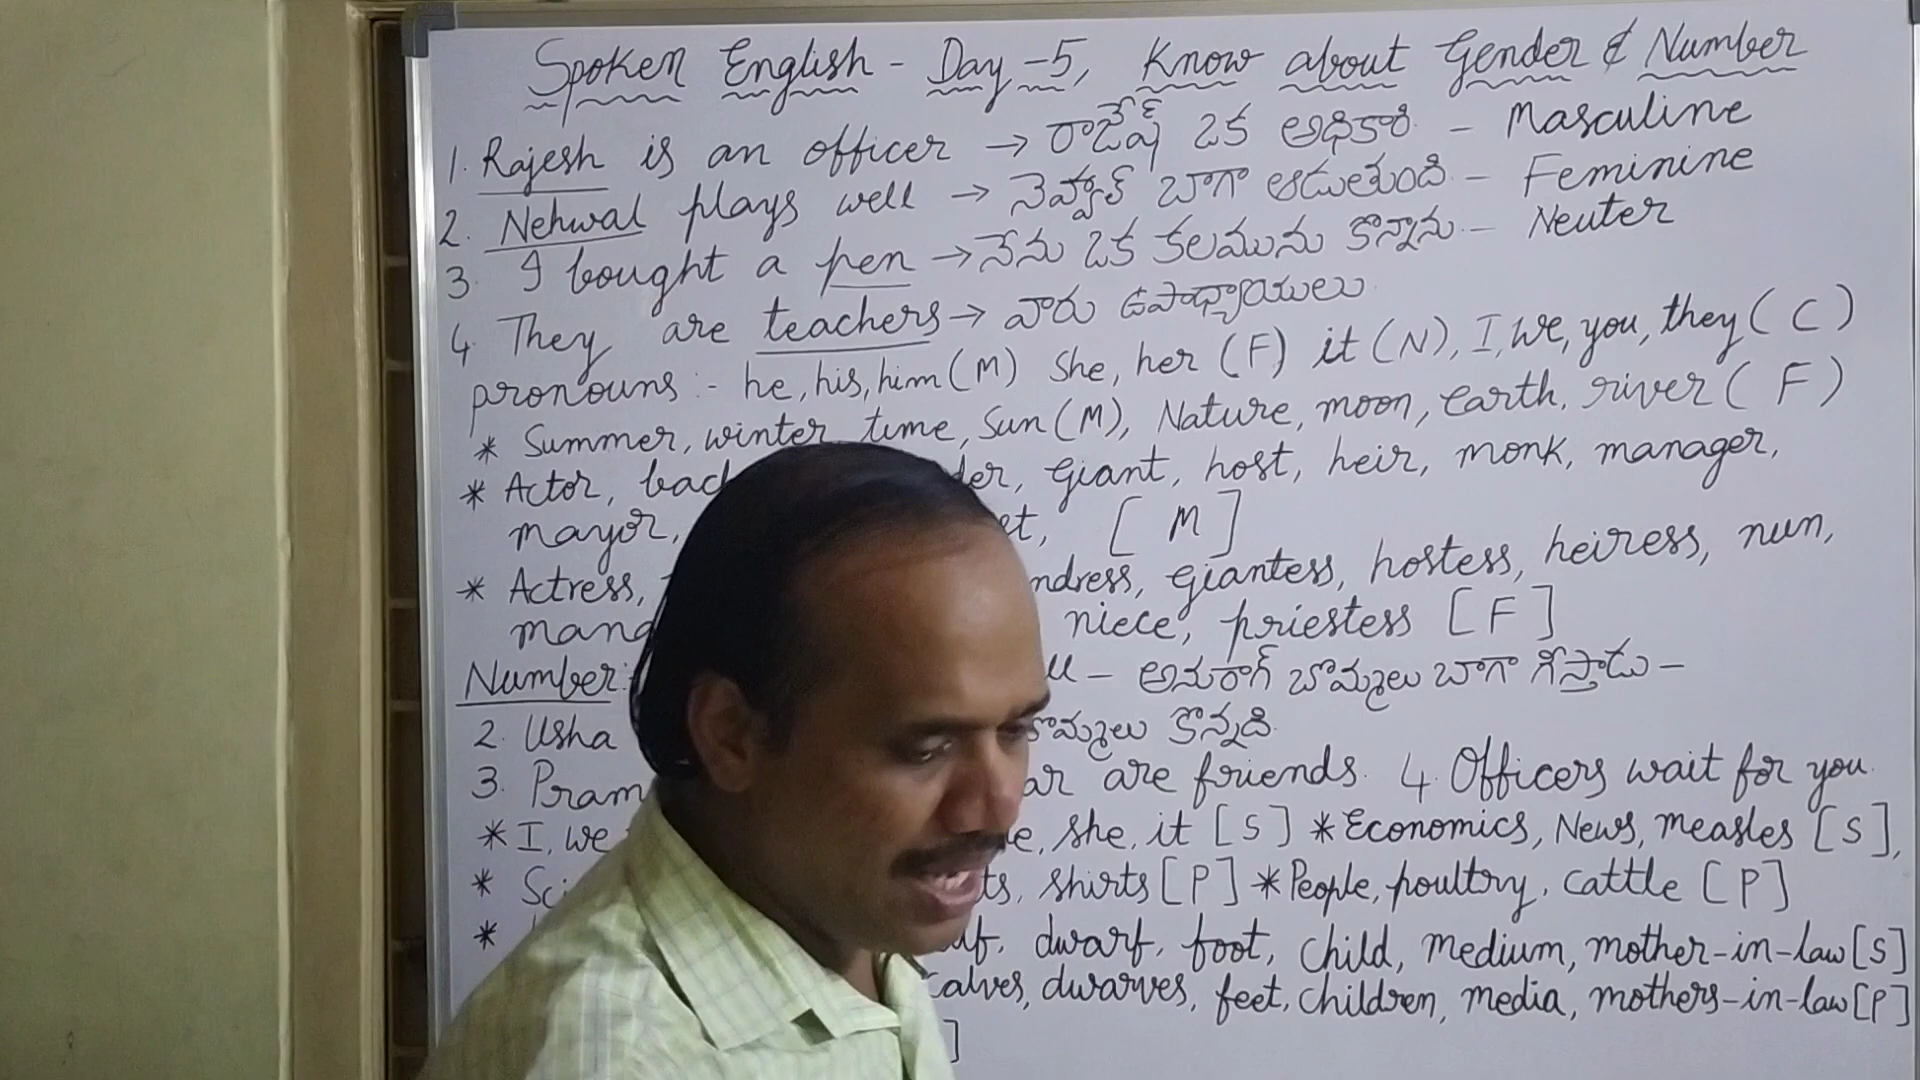 Spoken English - Day-5, Know about Gender & Number
1. Rajesh is an officer → రాజేష్ ఒక అధికారి - Masculine
2. Nehwal plays well → నెహ్వాల్ బాగా ఆడుతుంది - Feminine
3. I bought a pen → నేను ఒక కలమును కొన్నాను - Neuter
4. They are teachers → వారు ఉపాధ్యాయులు
pronouns :- he, his, him (M) She, her (F) it (N), I, We, you, they (C)
* Summer, winter, time, Sun (M), Nature, moon, earth, river (F)
* Actor, Giant, host, heir, monk, manager,
mayor, [M]
* Actress, Giantess, hostess, heiress, nun,
niece, priestess [F]
Number: - అనురాగ్ బొమ్మలు బాగా గీస్తాడు -
2. Usha కొన్నది
3. are friends. 4. Officers wait for you.
* I, we she, it [S] * Economics, News, measles [S],
* shirts [P] * People, poultry, cattle [P]
* dwarf, foot, child, medium, mother-in-law [S]
calves, dwarves, feet, children, media, mothers-in-law [P]
]